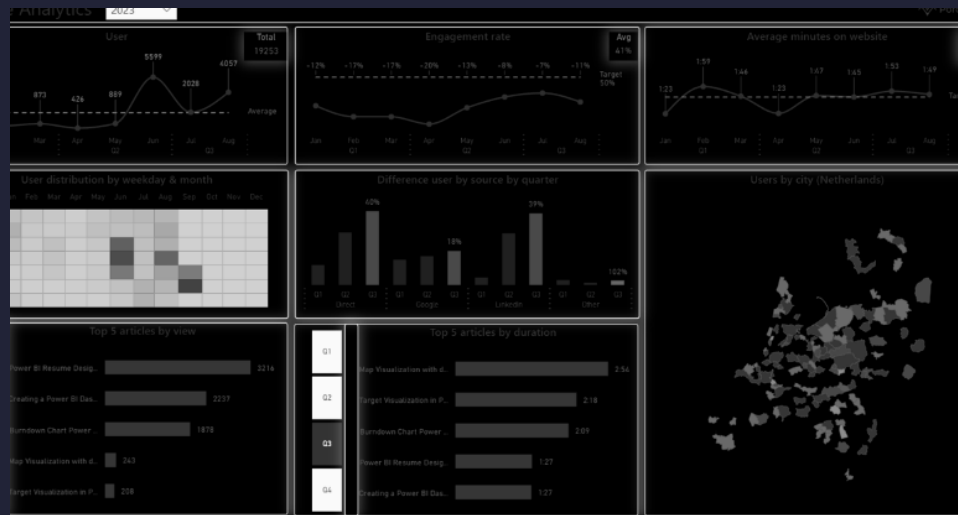 Analytics 2023
User
Total
19253
873
426
889
5599
2028
4057
Average
Mar Apr May Jun Jul Aug
Q2 Q3
Engagement rate
Avg
41%
-12% -17% -17% -20% -13% -8% -7% -11%
Target
50%
Jan Feb Mar Apr May Jun Jul Aug
Q1 Q2 Q3
Average minutes on website
1:23 1:59 1:46 1:23 1:47 1:45 1:53 1:49
Jan Feb Mar Apr May Jun Jul Aug
Q1 Q2 Q3
User distribution by weekday & month
Feb Mar Apr May Jun Jul Aug Sep Oct Nov Dec
Difference user by source by quarter
40%
18%
39%
102%
Q1 Q2 Q3 Q1 Q2 Q3 Q1 Q2 Q3 Q1 Q2 Q3
Direct Google Linkedin Other
Users by city (Netherlands)
Top 5 articles by view
Power BI Resume Desig.. 3216
Creating a Power BI Das.. 2237
Burndown Chart Power .. 1878
Map Visualization with d.. 243
Target Visualization in P.. 208
Q1
Q2
Q3
Q4
Top 5 articles by duration
Map Visualization with d.. 2:54
Target Visualization in P.. 2:18
Burndown Chart Power .. 2:09
Power BI Resume Desig.. 1:27
Creating a Power BI Das.. 1:27